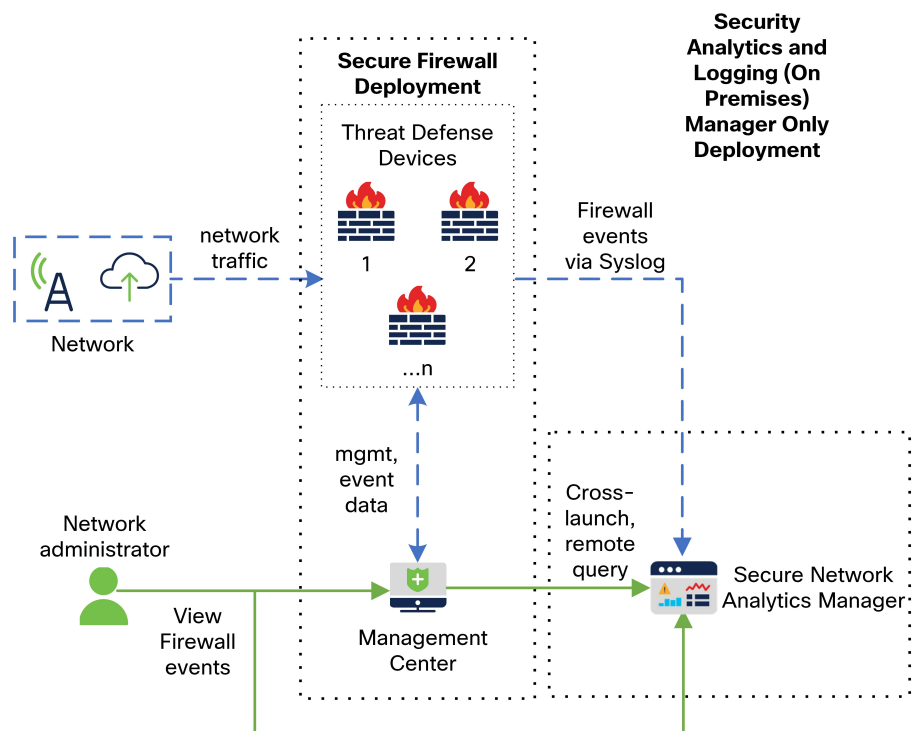 Security
Analytics and
Logging (On
Premises)
Manager Only
Deployment
Secure Firewall
Deployment
Threat Defense
Devices
1
2
...n
network
traffic
Network
Firewall
events
via Syslog
mgmt,
event
data
Cross-
launch,
remote
query
Network
administrator
View
Firewall
events
Management
Center
Secure Network
Analytics Manager